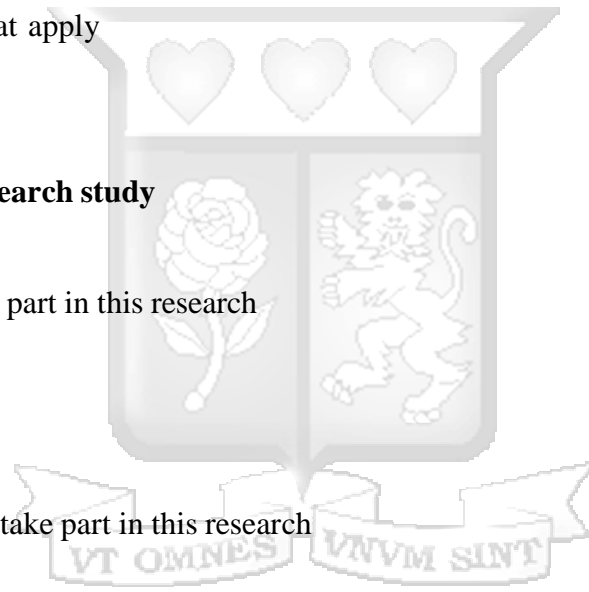 at apply
earch study
part in this research
take part in this research
VT OMNES VNVM SINT